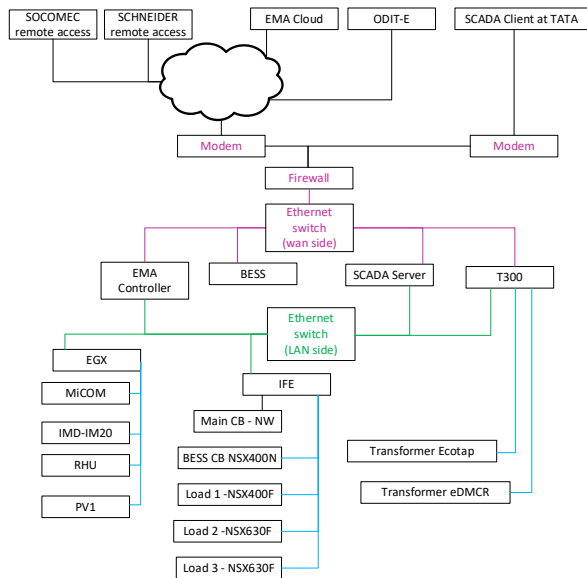 SOCOMEC
remote access
SCHNEIDER
remote access
EMA Cloud
ODIT-E
SCADA Client at TATA
Modem
Modem
Firewall
Ethernet
switch
(wan side)
EMA
Controller
BESS
SCADA Server
T300
Ethernet
switch
(LAN side)
EGX
IFE
MiCOM
Main CB - NW
IMD-IM20
BESS CB NSX400N
Transformer Ecotap
RHU
Load 1 -NSX400F
Transformer eDMCR
PV1
Load 2 -NSX630F
Load 3 -NSX630F